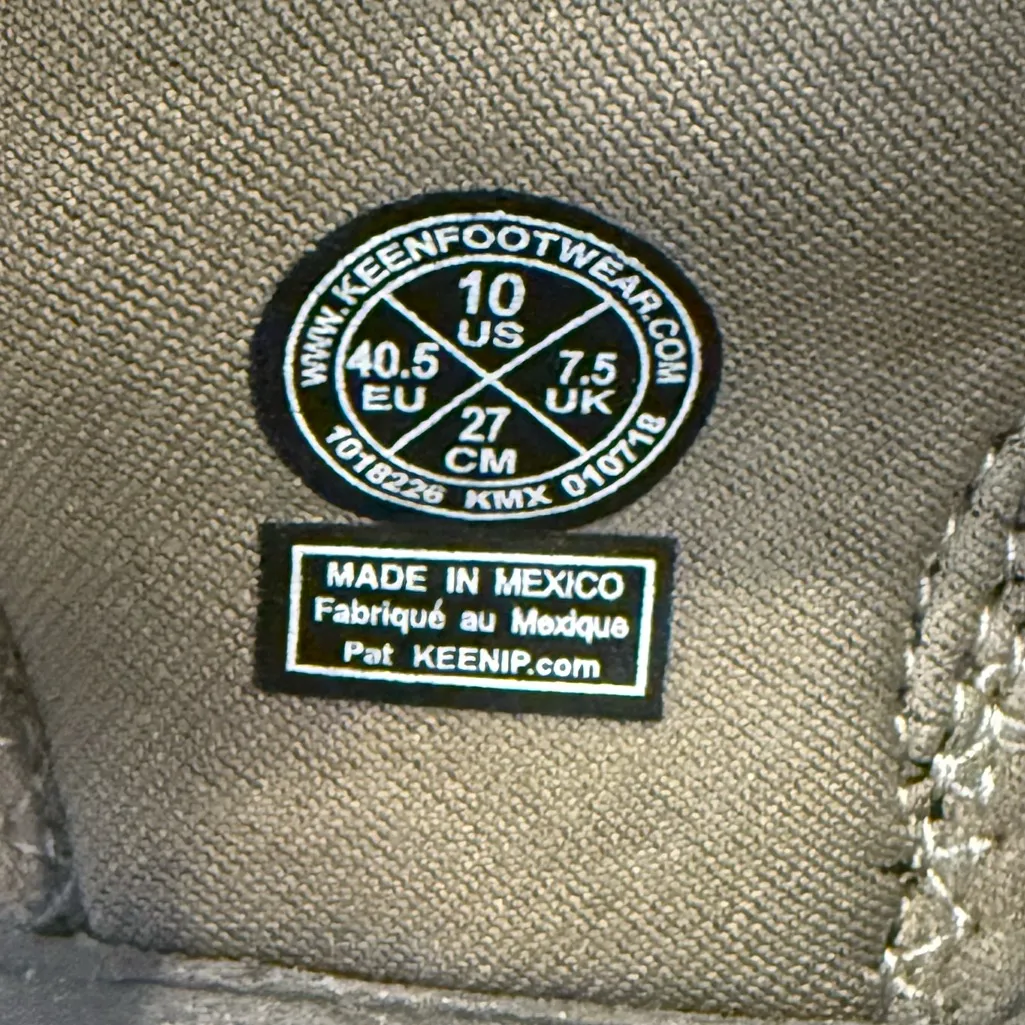 WWW.KEENFOOTWEAR.COM
10
US
40.5
EU
7.5
UK
27
CM
1018226 KMX 010718
MADE IN MEXICO
Fabriqué au Mexique
Pat KEENIP.com